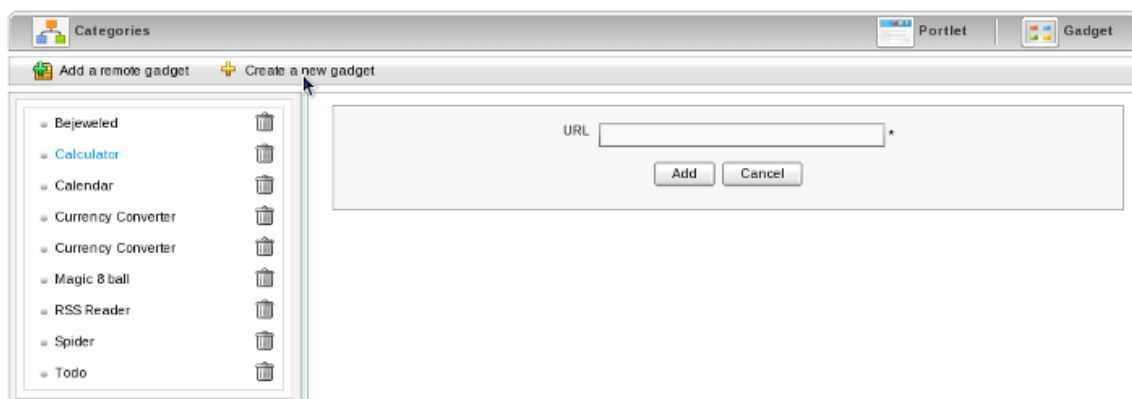 Categories Portlet Gadget
Add a remote gadget Create a new gadget
Bejeweled
Calculator
Calendar
Currency Converter
Currency Converter
Magic 8 ball
RSS Reader
Spider
Todo
URL *
Add Cancel